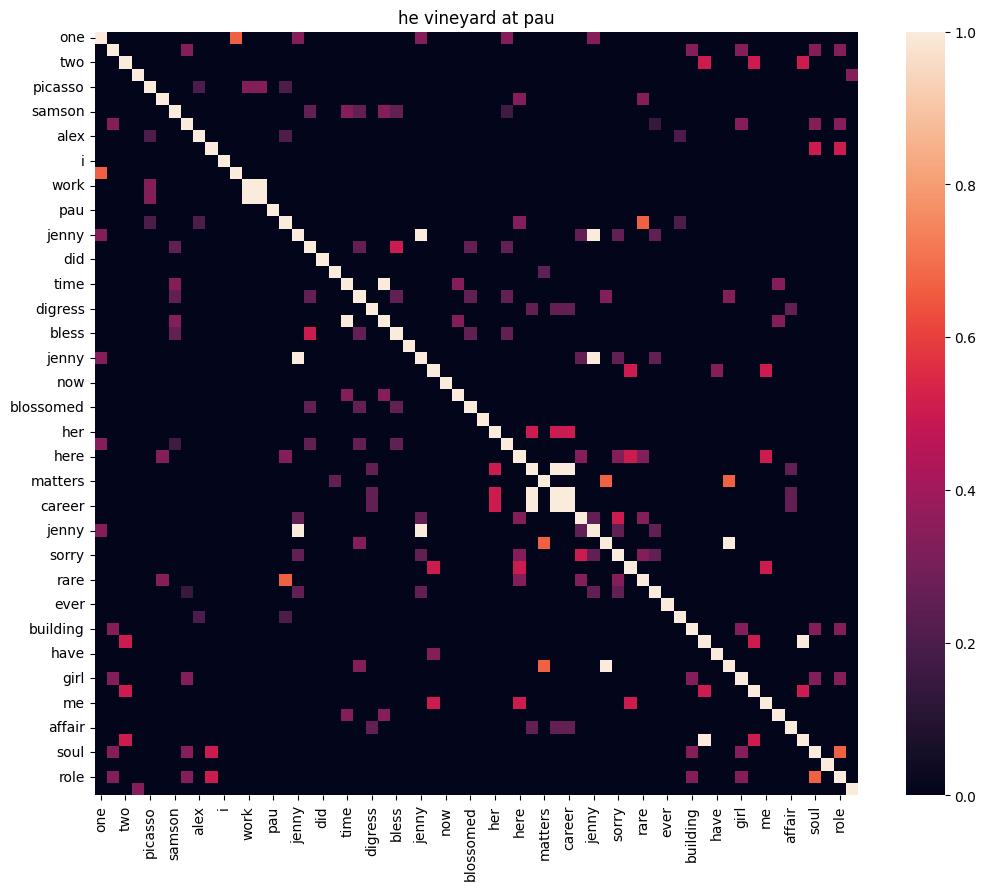 he vineyard at pau
one
two
picasso
samson
alex
i
work
pau
jenny
did
time
digress
bless
jenny
now
blossomed
her
here
matters
career
jenny
sorry
rare
ever
building
have
girl
me
affair
soul
role
1.0
0.8
0.6
0.4
0.2
0.0
one
two
picasso
samson
alex
i
work
pau
jenny
did
time
digress
bless
jenny
now
blossomed
her
here
matters
career
jenny
sorry
rare
ever
building
have
girl
me
affair
soul
role